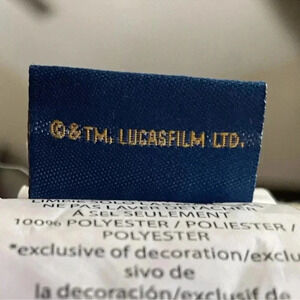 ©&TM, LUCASFILM LTD.
NE PAS LAVER
À SEL SEULEMENT
100% POLYESTER / POLIESTER /
POLYESTER
*exclusive of decoration/exclu
sivo de
la decoración/exclusif de